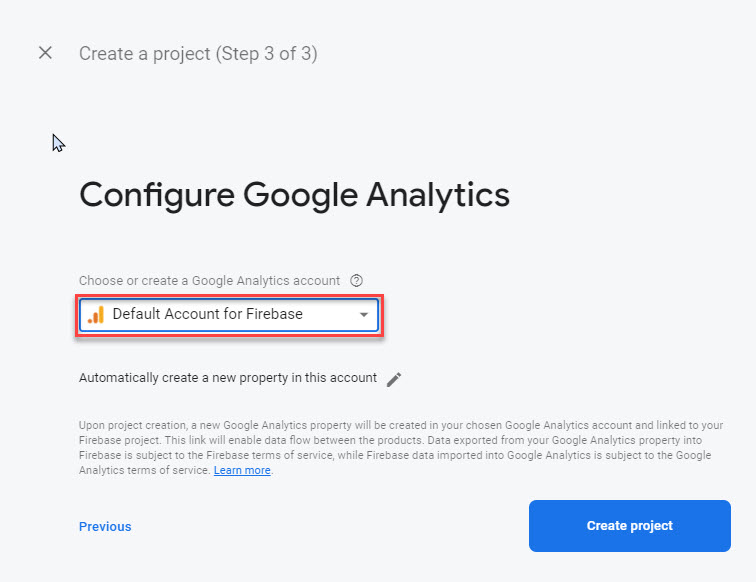 Create a project (Step 3 of 3)
Configure Google Analytics
Choose or create a Google Analytics account
Default Account for Firebase
Automatically create a new property in this account
Upon project creation, a new Google Analytics property will be created in your chosen Google Analytics account and linked to your
Firebase project. This link will enable data flow between the products. Data exported from your Google Analytics property into
Firebase is subject to the Firebase terms of service, while Firebase data imported into Google Analytics is subject to the Google
Analytics terms of service. Learn more.
Previous
Create project